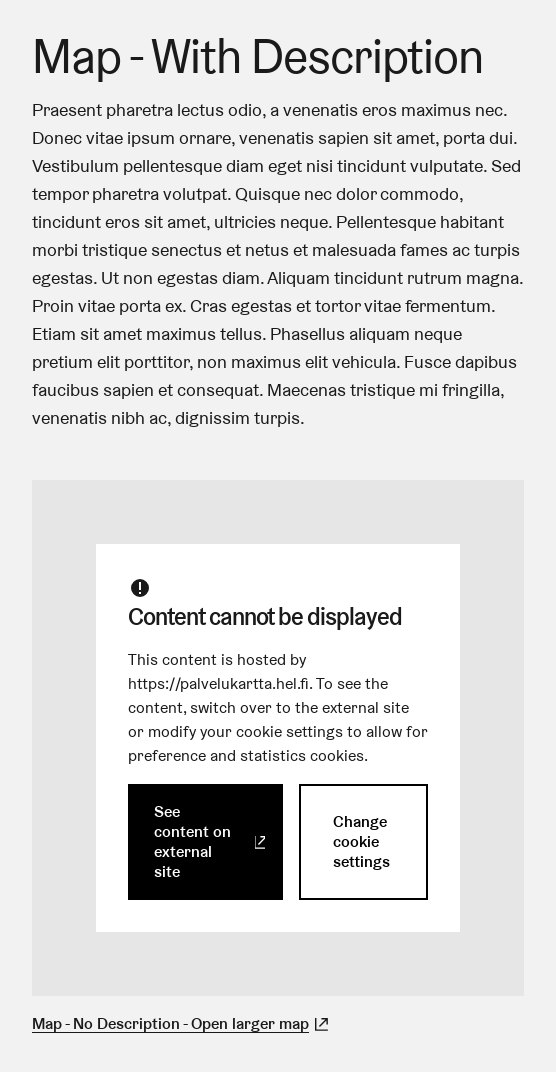 Map - With Description
Praesent pharetra lectus odio, a venenatis eros maximus nec.
Donec vitae ipsum ornare, venenatis sapien sit amet, porta dui.
Vestibulum pellentesque diam eget nisi tincidunt vulputate. Sed
tempor pharetra volutpat. Quisque nec dolor commodo,
tincidunt eros sit amet, ultricies neque. Pellentesque habitant
morbi tristique senectus et netus et malesuada fames ac turpis
egestas. Ut non egestas diam. Aliquam tincidunt rutrum magna.
Proin vitae porta ex. Cras egestas et tortor vitae fermentum.
Etiam sit amet maximus tellus. Phasellus aliquam neque
pretium elit porttitor, non maximus elit vehicula. Fusce dapibus
faucibus sapien et consequat. Maecenas tristique mi fringilla,
venenatis nibh ac, dignissim turpis.
Content cannot be displayed
This content is hosted by
https://palvelukartta.hel.fi. To see the
content, switch over to the external site
or modify your cookie settings to allow for
preference and statistics cookies.
See
content on
external
site
Change
cookie
settings
Map - No Description - Open larger map